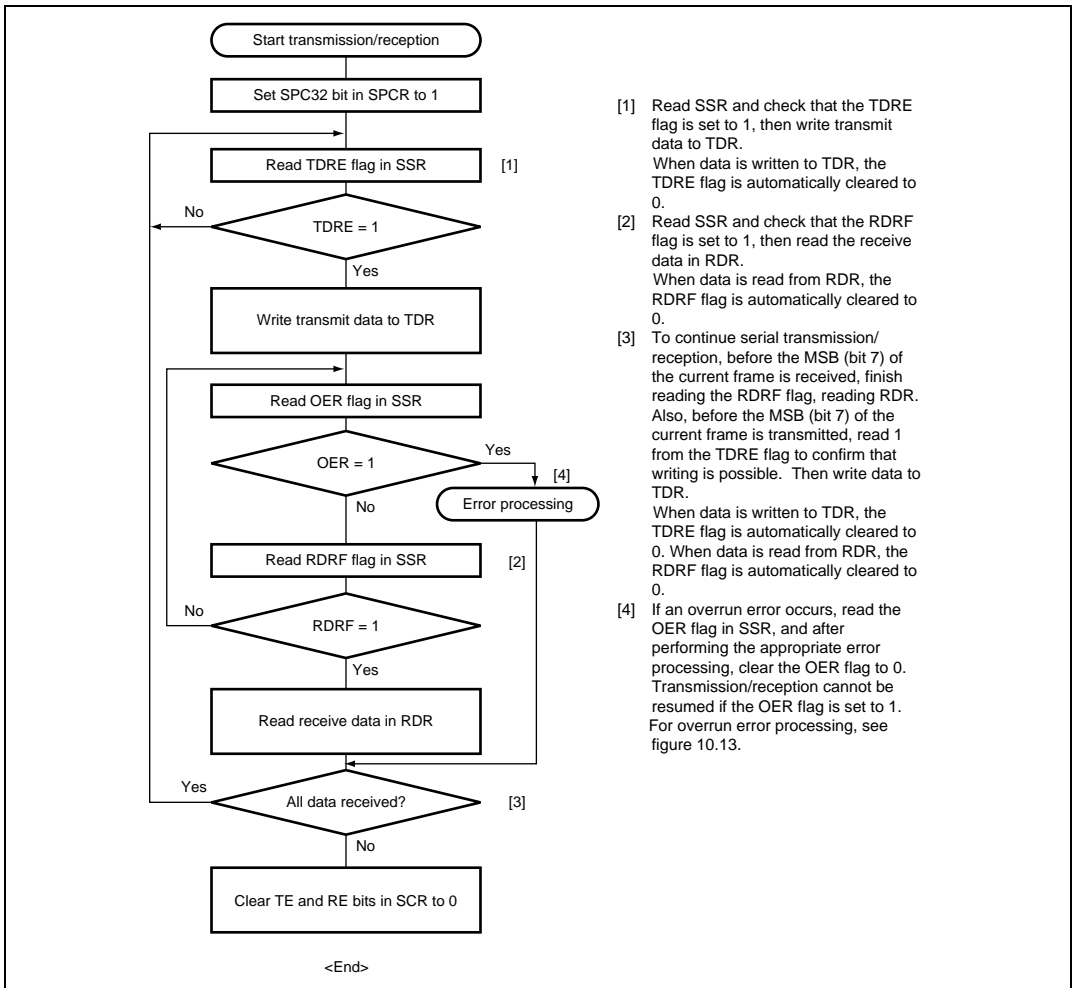 Start transmission/reception
Set SPC32 bit in SPCR to 1
Read TDRE flag in SSR [1]
No
TDRE = 1
Yes
Write transmit data to TDR
Read OER flag in SSR
Yes
OER = 1
[4]
No
Error processing
Read RDRF flag in SSR [2]
No
RDRF = 1
Yes
Read receive data in RDR
Yes
All data received? [3]
No
Clear TE and RE bits in SCR to 0
<End>
[1] Read SSR and check that the TDRE
flag is set to 1, then write transmit
data to TDR.
When data is written to TDR, the
TDRE flag is automatically cleared to
0.
[2] Read SSR and check that the RDRF
flag is set to 1, then read the receive
data in RDR.
When data is read from RDR, the
RDRF flag is automatically cleared to
0.
[3] To continue serial transmission/
reception, before the MSB (bit 7) of
the current frame is received, finish
reading the RDRF flag, reading RDR.
Also, before the MSB (bit 7) of the
current frame is transmitted, read 1
from the TDRE flag to confirm that
writing is possible. Then write data to
TDR.
When data is written to TDR, the
TDRE flag is automatically cleared to
0. When data is read from RDR, the
RDRF flag is automatically cleared to
0.
[4] If an overrun error occurs, read the
OER flag in SSR, and after
performing the appropriate error
processing, clear the OER flag to 0.
Transmission/reception cannot be
resumed if the OER flag is set to 1.
For overrun error processing, see
figure 10.13.